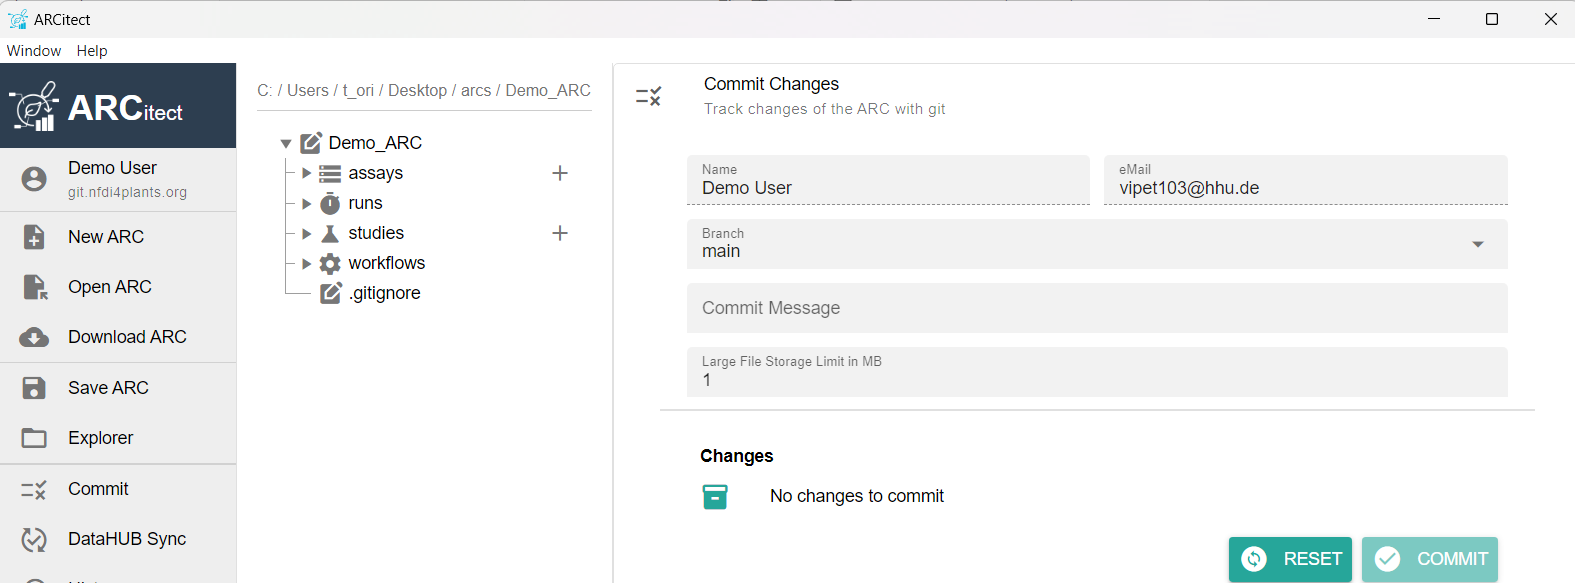 ARCitect
Window Help
ARCitect
Demo User
git.nfdi4plants.org
New ARC
Open ARC
Download ARC
Save ARC
Explorer
Commit
DataHUB Sync
C: / Users / t_ori / Desktop / arcs / Demo_ARC
Demo_ARC
assays
runs
studies
workflows
.gitignore
Commit Changes
Track changes of the ARC with git
Name
Demo User
eMail
vipet103@hhu.de
Branch
main
Commit Message
Large File Storage Limit in MB
1
Changes
No changes to commit
RESET
COMMIT